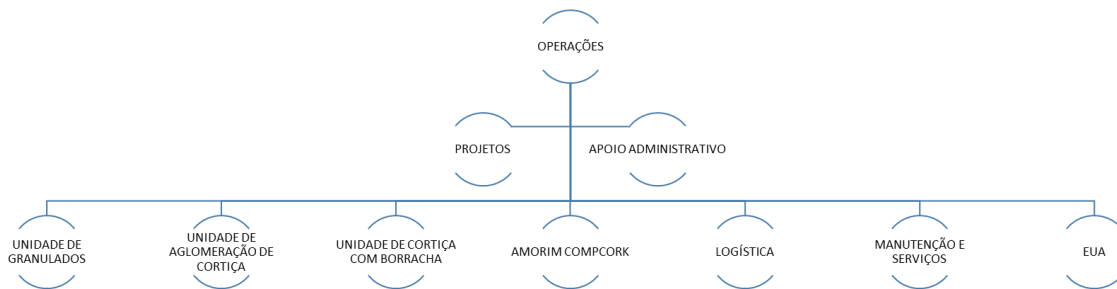 OPERAÇÕES
PROJETOS
APOIO ADMINISTRATIVO
UNIDADE DE
GRANULADOS
UNIDADE DE
AGLOMERAÇÃO DE
CORTIÇA
UNIDADE DE CORTIÇA
COM BORRACHA
AMORIM COMPCORK
LOGÍSTICA
MANUTENÇÃO E
SERVIÇOS
EUA